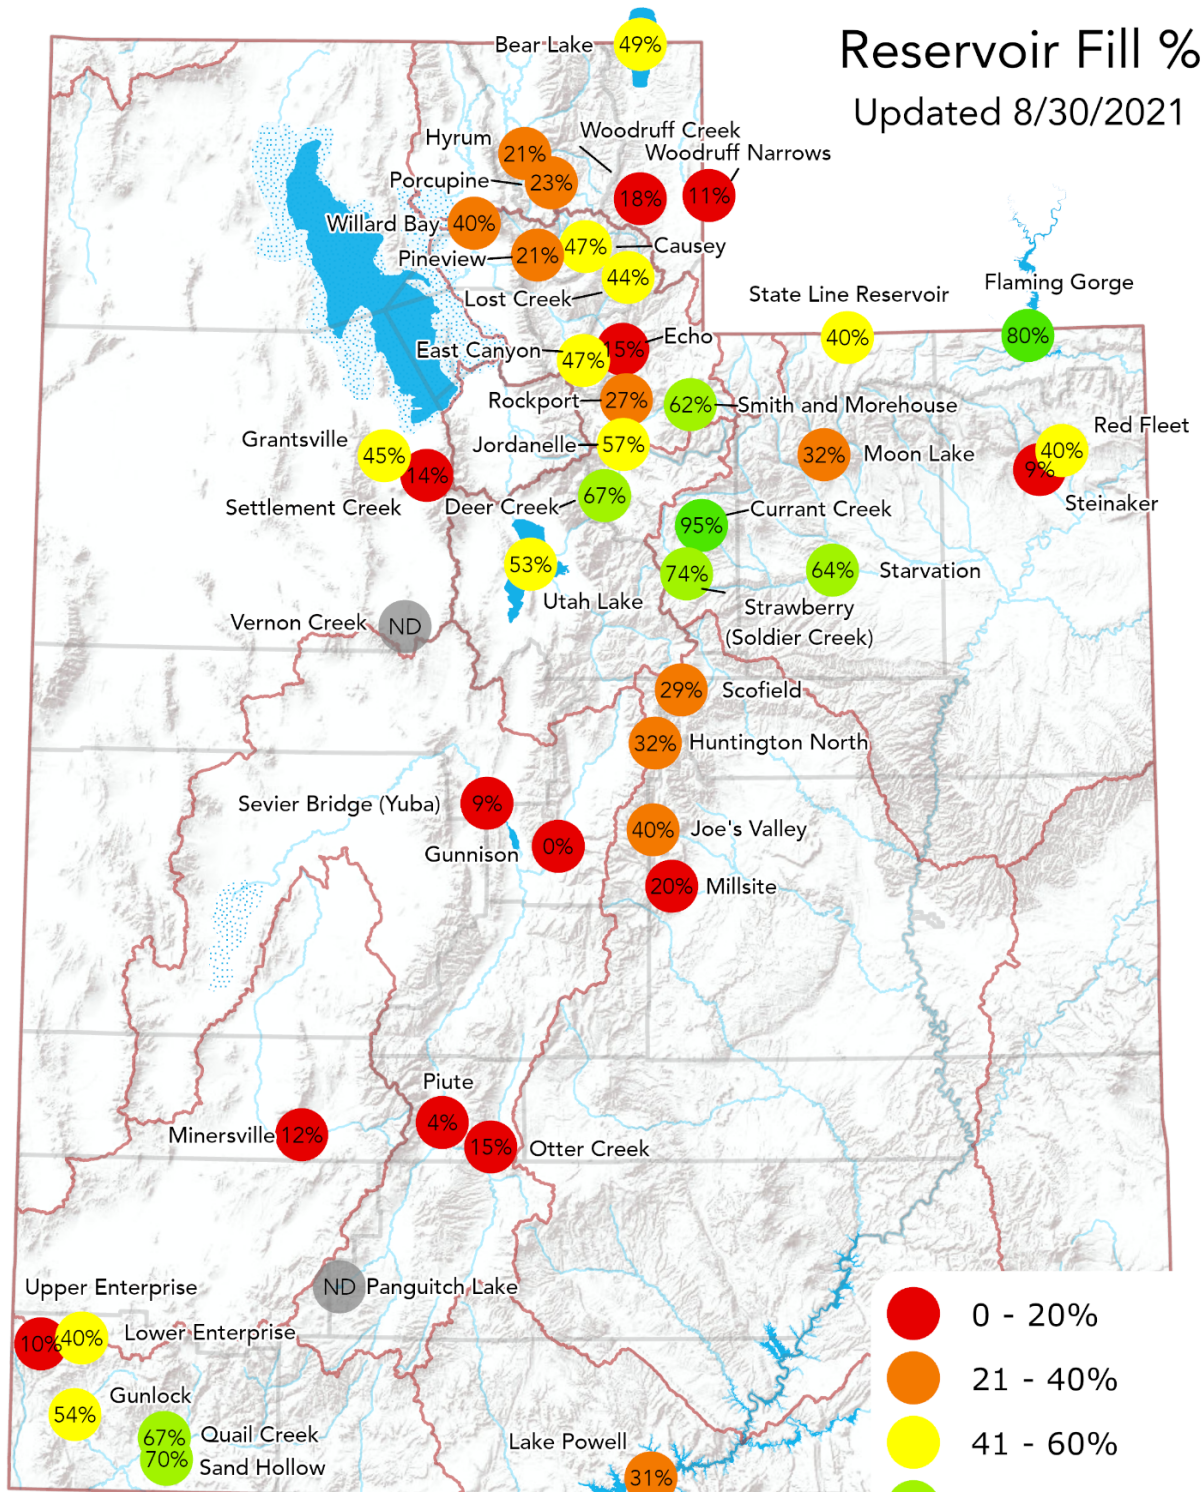 Reservoir Fill %
Updated 8/30/2021
Bear Lake
49%
Hyrum
21%
Woodruff Creek
Woodruff Narrows
Porcupine
23%
18%
11%
Willard Bay
40%
47%
Causey
Pineview
21%
44%
Lost Creek
State Line Reservoir
40%
Flaming Gorge
80%
East Canyon
47%
15%
Echo
Rockport
27%
62%
Smith and Morehouse
Grantsville
45%
Jordanelle
57%
32%
Moon Lake
Red Fleet
40%
9%
Steinaker
14%
Settlement Creek
Deer Creek
67%
95%
Currant Creek
53%
Utah Lake
74%
Strawberry
(Soldier Creek)
64%
Starvation
Vernon Creek
ND
29%
Scofield
32%
Huntington North
Sevier Bridge (Yuba)
9%
Gunnison
0%
40%
Joe's Valley
20%
Millsite
Piute
4%
Minersville
12%
15%
Otter Creek
ND
Panguitch Lake
Upper Enterprise
10%
40%
Lower Enterprise
Gunlock
54%
67%
Quail Creek
70%
Sand Hollow
Lake Powell
31%
0 - 20%
21 - 40%
41 - 60%